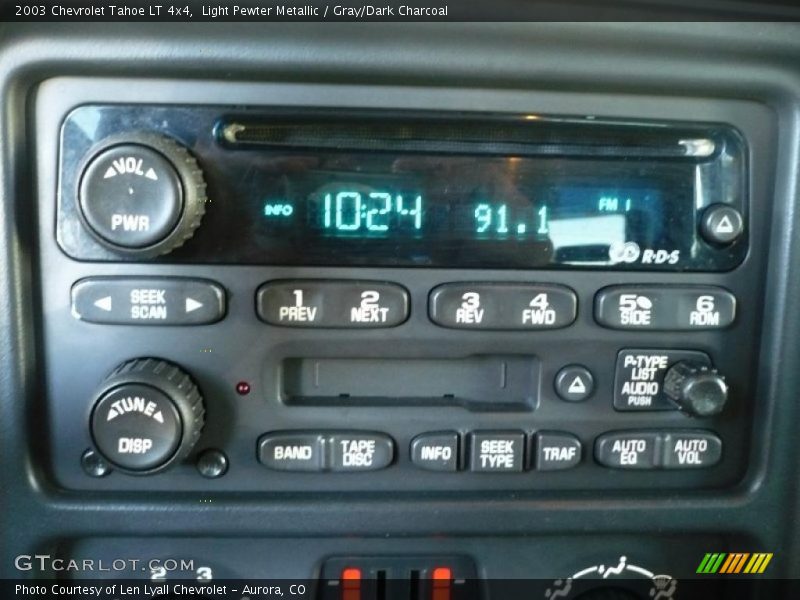 2003 Chevrolet Tahoe LT 4x4,  Light Pewter Metallic / Gray/Dark Charcoal
VOL
PWR
INFO 10:24 91.1 FM 1
R·D·S
SEEK
SCAN
1 PREV
2 NEXT
3 REV
4 FWD
5 SIDE
6 RDM
TUNE
DISP
P-TYPE
LIST
AUDIO
PUSH
BAND
TAPE
DISC
INFO
SEEK
TYPE
TRAF
AUTO
EQ
AUTO
VOL
2 3
GTCARLOT.COM
Photo Courtesy of Len Lyall Chevrolet - Aurora, CO